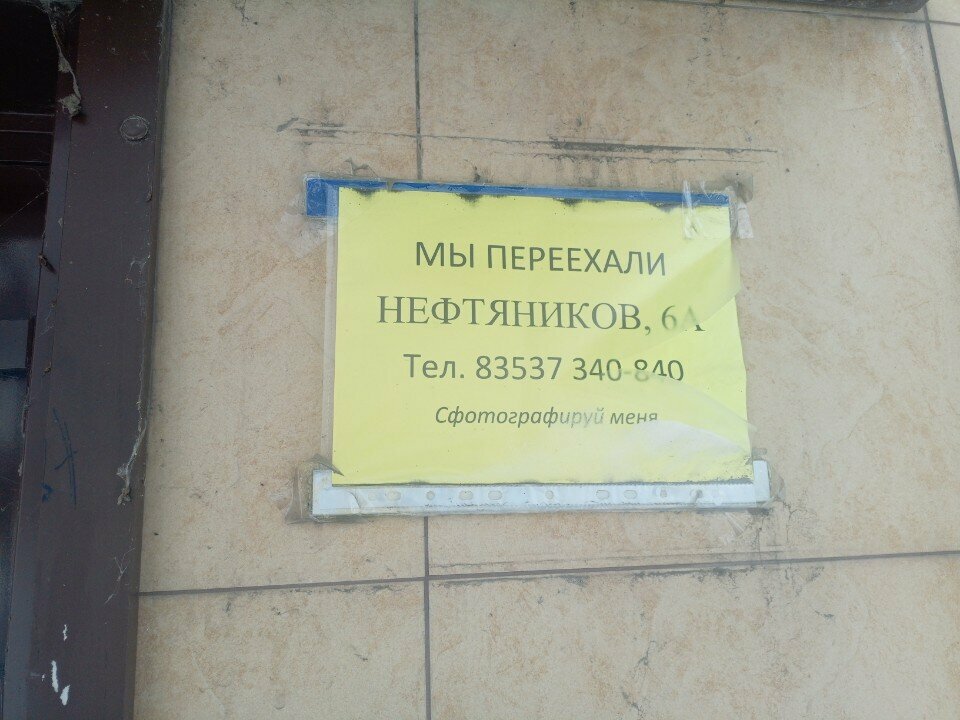 МЫ ПЕРЕЕХАЛИ
НЕФТЯНИКОВ, 6А
Тел. 83537 340-840
Сфотографируй меня